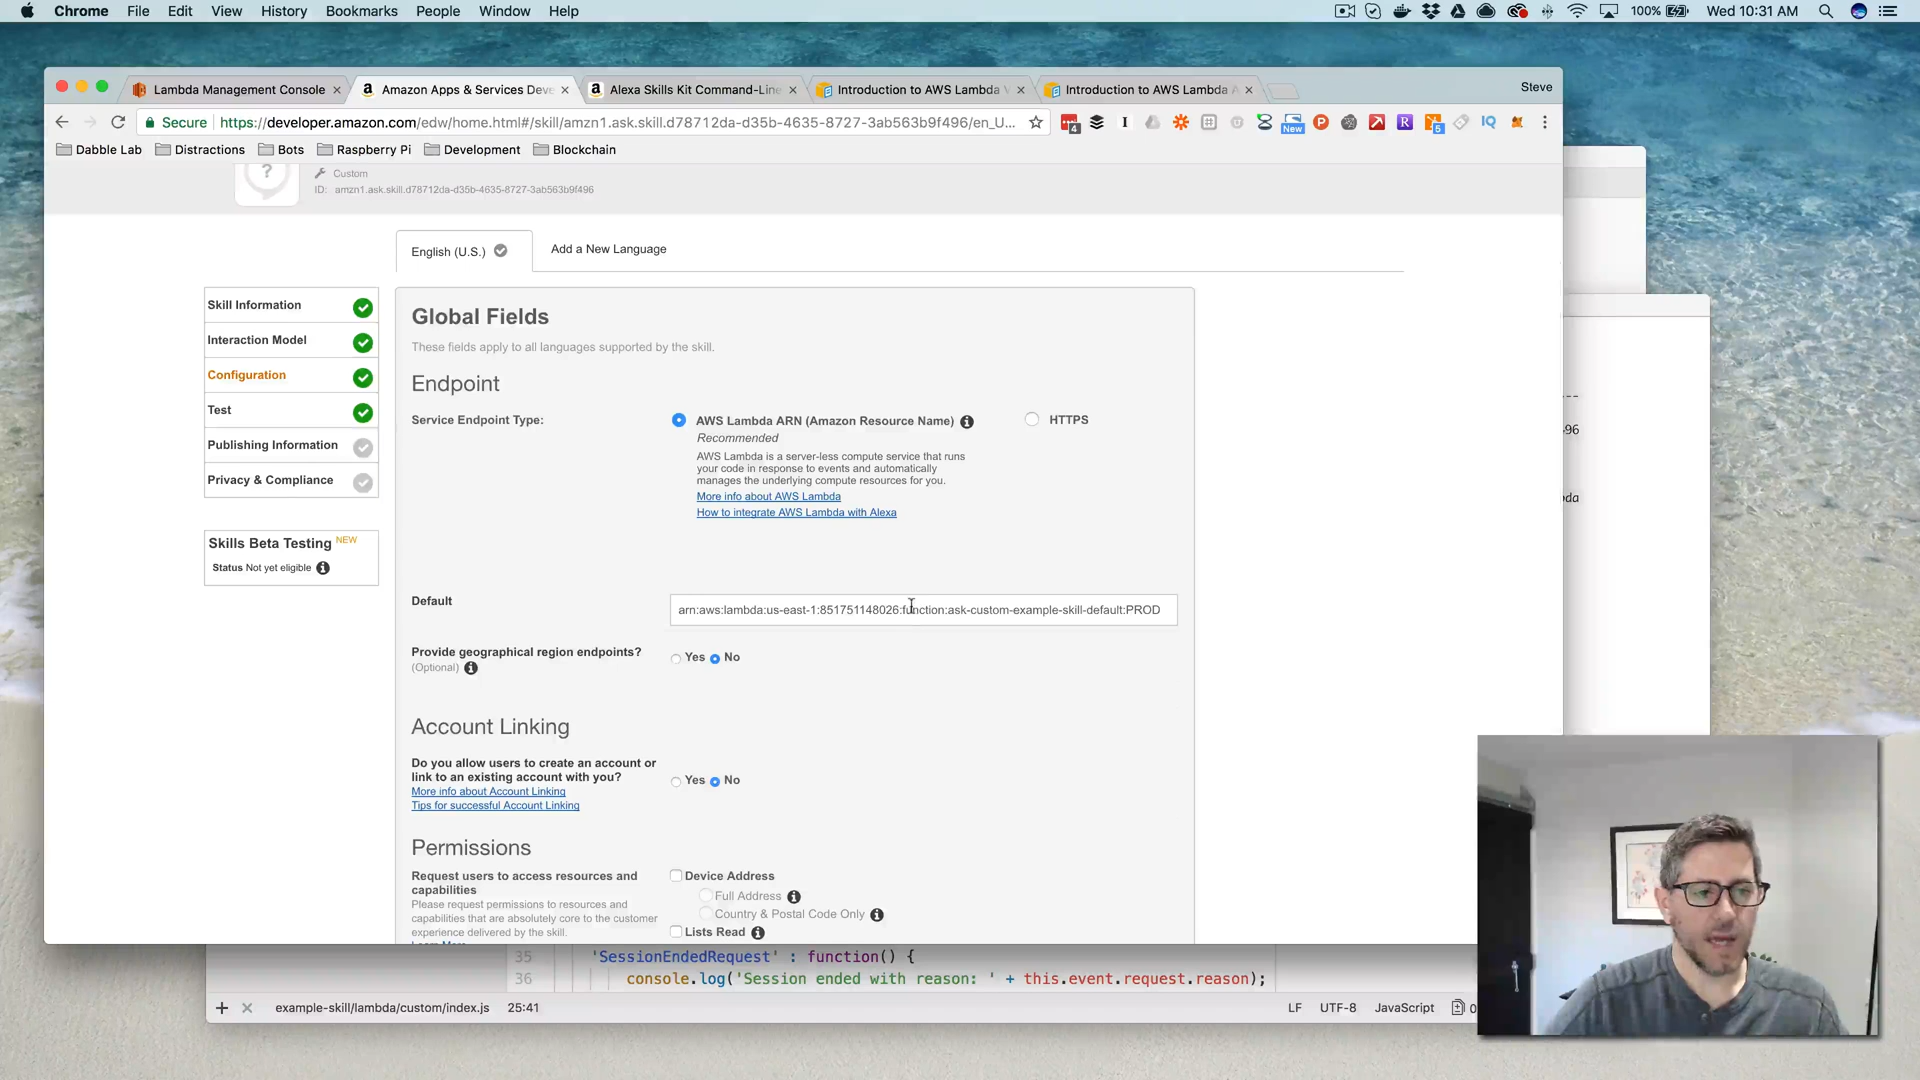 Chrome File Edit View History Bookmarks People Window Help 100% Wed 10:31 AM
Lambda Management Console Amazon Apps & Services Deve Alexa Skills Kit Command-Line Introduction to AWS Lambda V Introduction to AWS Lambda A Steve
Secure https://developer.amazon.com/edw/home.html#/skill/amzn1.ask.skill.d78712da-d35b-4635-8727-3ab563b9f496/en_U... 4 New 5 IQ
Dabble Lab Distractions Bots Raspberry Pi Development Blockchain
Custom
ID: amzn1.ask.skill.d78712da-d35b-4635-8727-3ab563b9f496
English (U.S.) Add a New Language
Skill Information
Interaction Model
Configuration
Test
Publishing Information
Privacy & Compliance
Skills Beta Testing NEW
Status Not yet eligible
Global Fields
These fields apply to all languages supported by the skill.
Endpoint
Service Endpoint Type:
AWS Lambda ARN (Amazon Resource Name) HTTPS
Recommended
AWS Lambda is a server-less compute service that runs
your code in response to events and automatically
manages the underlying compute resources for you.
More info about AWS Lambda
How to integrate AWS Lambda with Alexa
Default
arn:aws:lambda:us-east-1:851751148026:function:ask-custom-example-skill-default:PROD
Provide geographical region endpoints?
(Optional)
Yes No
Account Linking
Do you allow users to create an account or
link to an existing account with you?
Yes No
More info about Account Linking
Tips for successful Account Linking
Permissions
Request users to access resources and
capabilities
Please request permissions to resources and
capabilities that are absolutely core to the customer
experience delivered by the skill.
Device Address
Full Address
Country & Postal Code Only
Lists Read
---
96
bda
35 'SessionEndedRequest' : function() {
36 console.log('Session ended with reason: ' + this.event.request.reason);
example-skill/lambda/custom/index.js 25:41 LF UTF-8 JavaScript 0